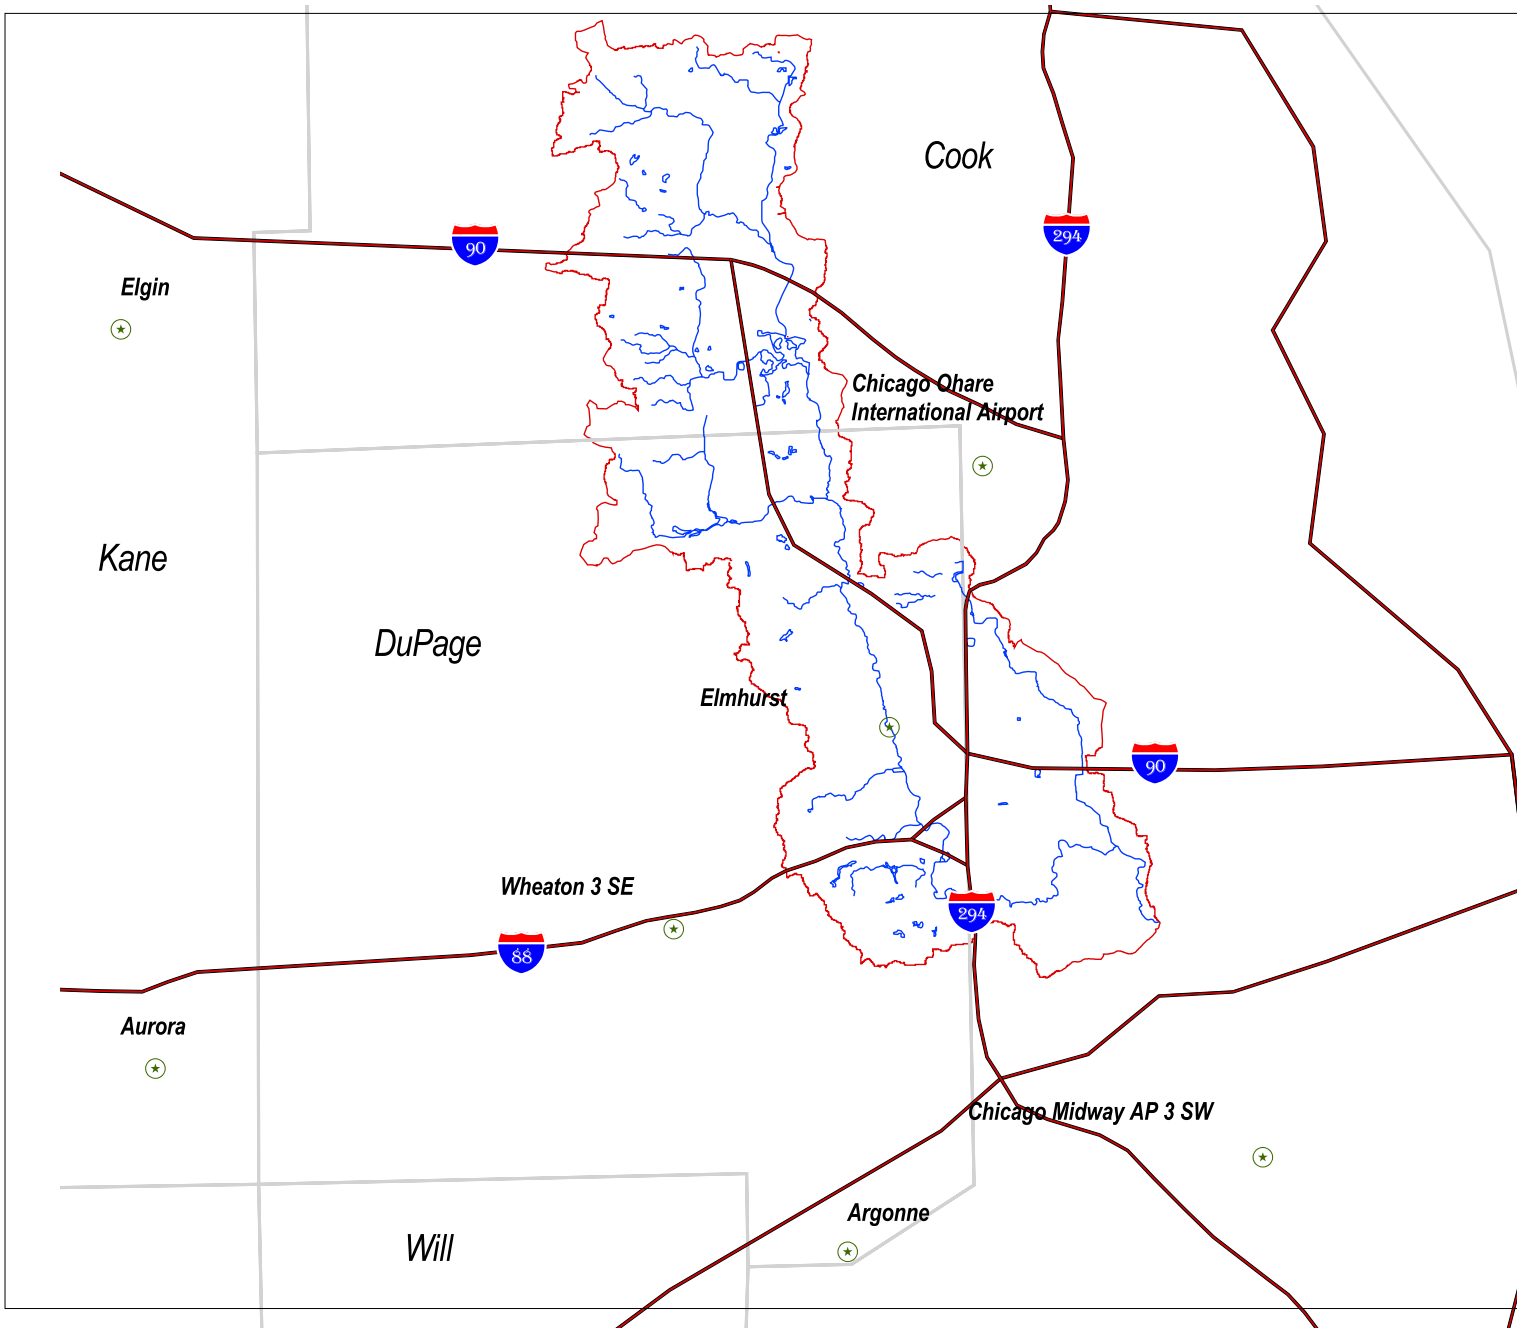 Cook
294
90
Elgin
Chicago Ohare
International Airport
Kane
DuPage
Elmhurst
90
Wheaton 3 SE
294
88
Aurora
Chicago Midway AP 3 SW
Argonne
Will